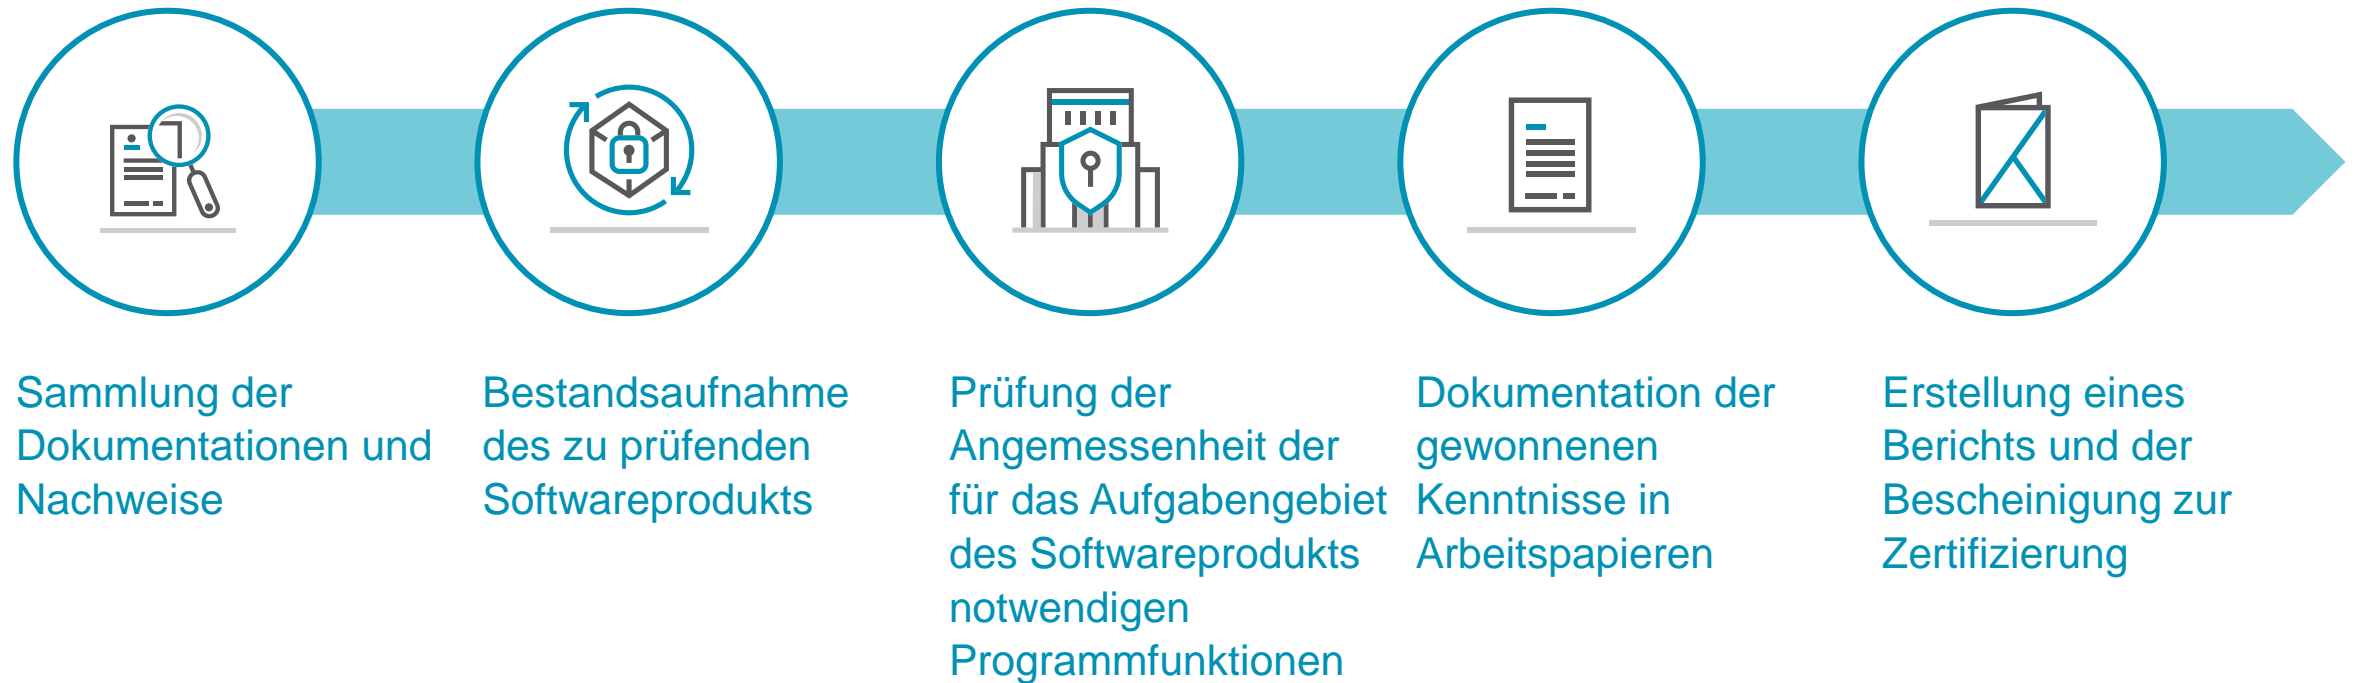 Sammlung der
Dokumentationen und
Nachweise
Bestandsaufnahme
des zu prüfenden
Softwareprodukts
Prüfung der
Angemessenheit der
für das Aufgabengebiet
des Softwareprodukts
notwendigen
Programmfunktionen
Dokumentation der
gewonnenen
Kenntnisse in
Arbeitspapieren
Erstellung eines
Berichts und der
Bescheinigung zur
Zertifizierung